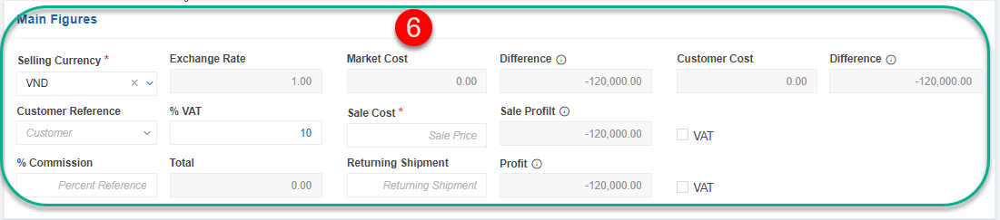 Main Figures
6
Selling Currency * Exchange Rate Market Cost Difference Customer Cost Difference
VND 1.00 0.00 -120,000.00 0.00 -120,000.00
Customer Reference % VAT Sale Cost * Sale Profilt
Customer 10 Sale Price -120,000.00 VAT
% Commission Total Returning Shipment Profit
Percent Reference 0.00 Returning Shipment -120,000.00 VAT